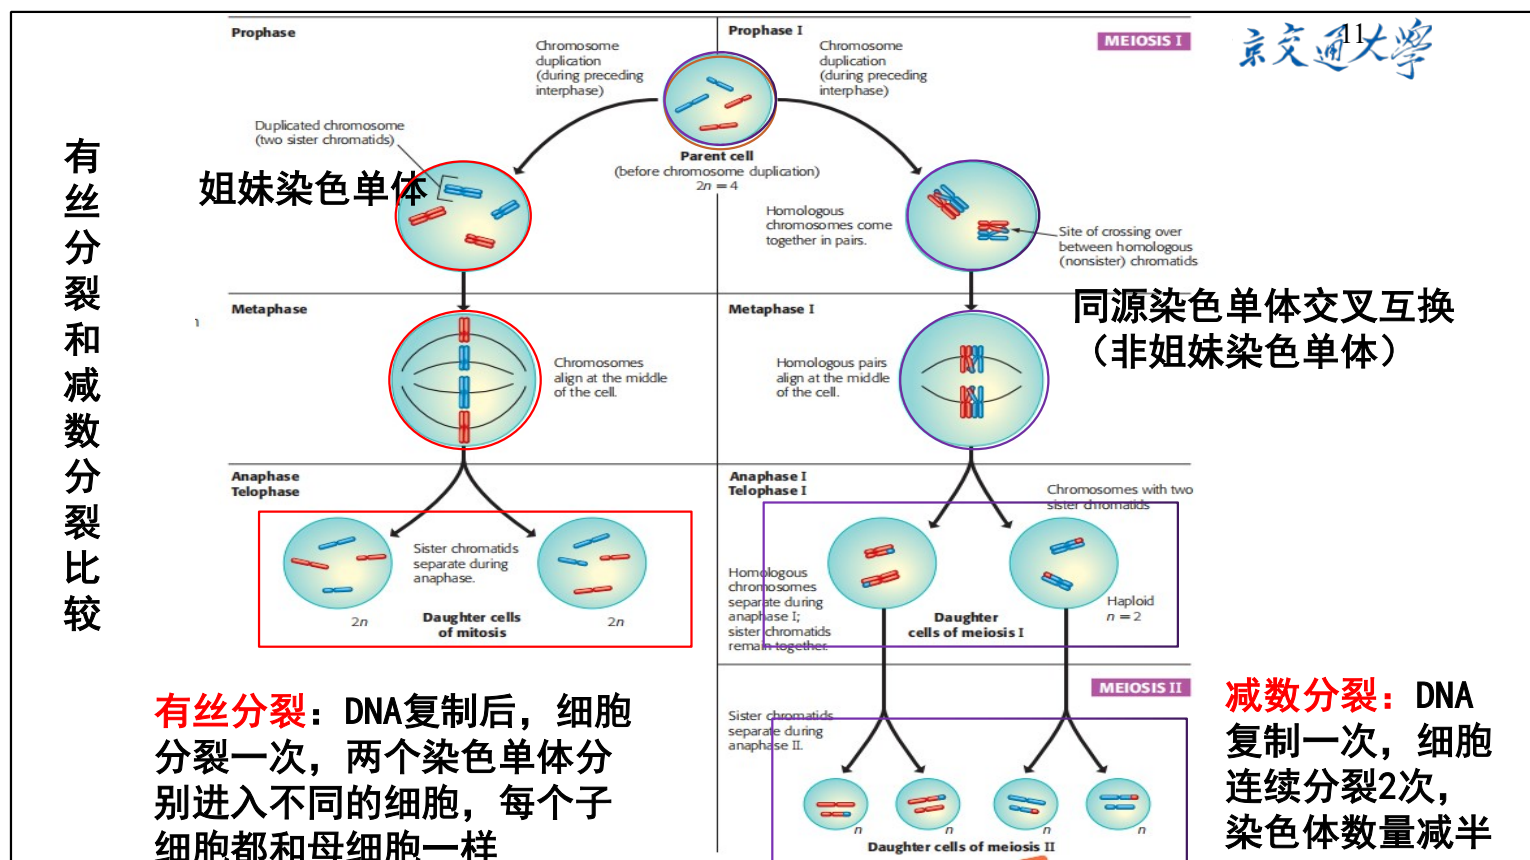 Prophase
Prophase I
MEIOSIS I
京交通大学
11
Chromosome
duplication
(during preceding
interphase)
Chromosome
duplication
(during preceding
interphase)
Duplicated chromosome
(two sister chromatids)
姐妹染色单体
Parent cell
(before chromosome duplication)
2n = 4
Homologous
chromosomes come
together in pairs.
Site of crossing over
between homologous
(nonsister) chromatids
同源染色单体交叉互换
（非姐妹染色单体）
有丝分裂和减数分裂比较
Metaphase
Metaphase I
n
Chromosomes
align at the middle
of the cell.
Homologous pairs
align at the middle
of the cell.
Anaphase
Telophase
Anaphase I
Telophase I
Chromosomes with two
sister chromatids
Sister chromatids
separate during
anaphase.
Daughter cells
of mitosis
2n
2n
Homologous
chromosomes
separate during
anaphase I;
sister chromatids
remain together.
Daughter
cells of meiosis I
Haploid
n = 2
MEIOSIS II
Sister chromatids
separate during
anaphase II.
n
n
n
n
Daughter cells of meiosis II
有丝分裂：DNA复制后，细胞
分裂一次，两个染色单体分
别进入不同的细胞，每个子
细胞都和母细胞一样
减数分裂：DNA
复制一次，细胞
连续分裂2次，
染色体数量减半